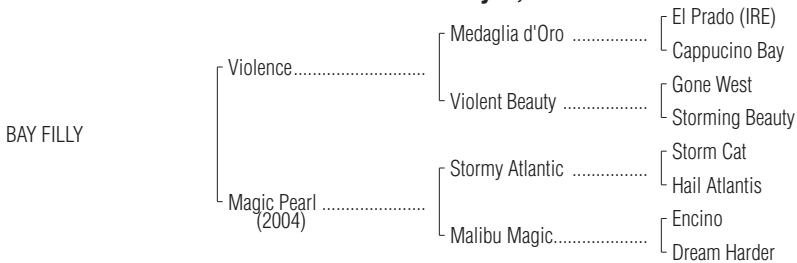 El Prado (IRE)
Medaglia d'Oro ..................
Cappucino Bay
Violence............................
Gone West
Violent Beauty ....................
Storming Beauty
BAY FILLY
Storm Cat
Stormy Atlantic ..................
Hail Atlantis
Magic Pearl ......................
(2004)
Encino
Malibu Magic......................
Dream Harder